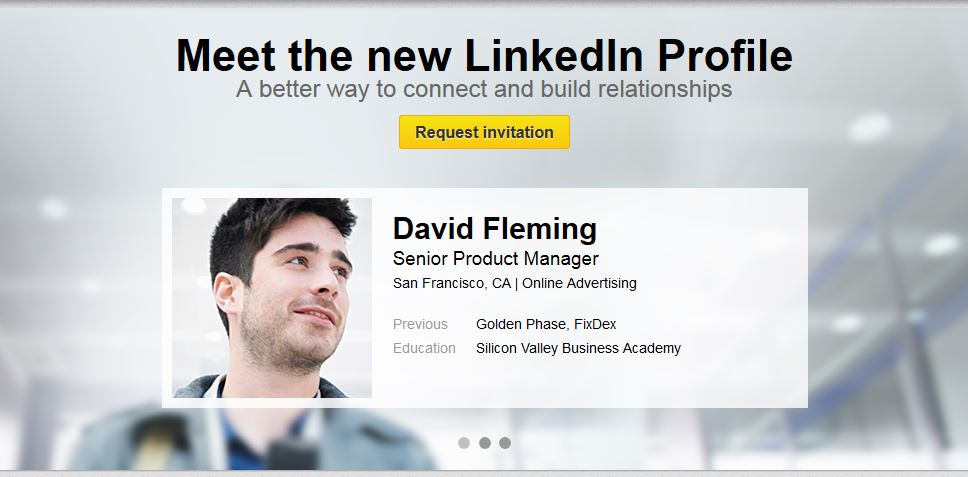 Meet the new LinkedIn Profile
A better way to connect and build relationships
Request invitation
David Fleming
Senior Product Manager
San Francisco, CA | Online Advertising
Previous Golden Phase, FixDex
Education Silicon Valley Business Academy